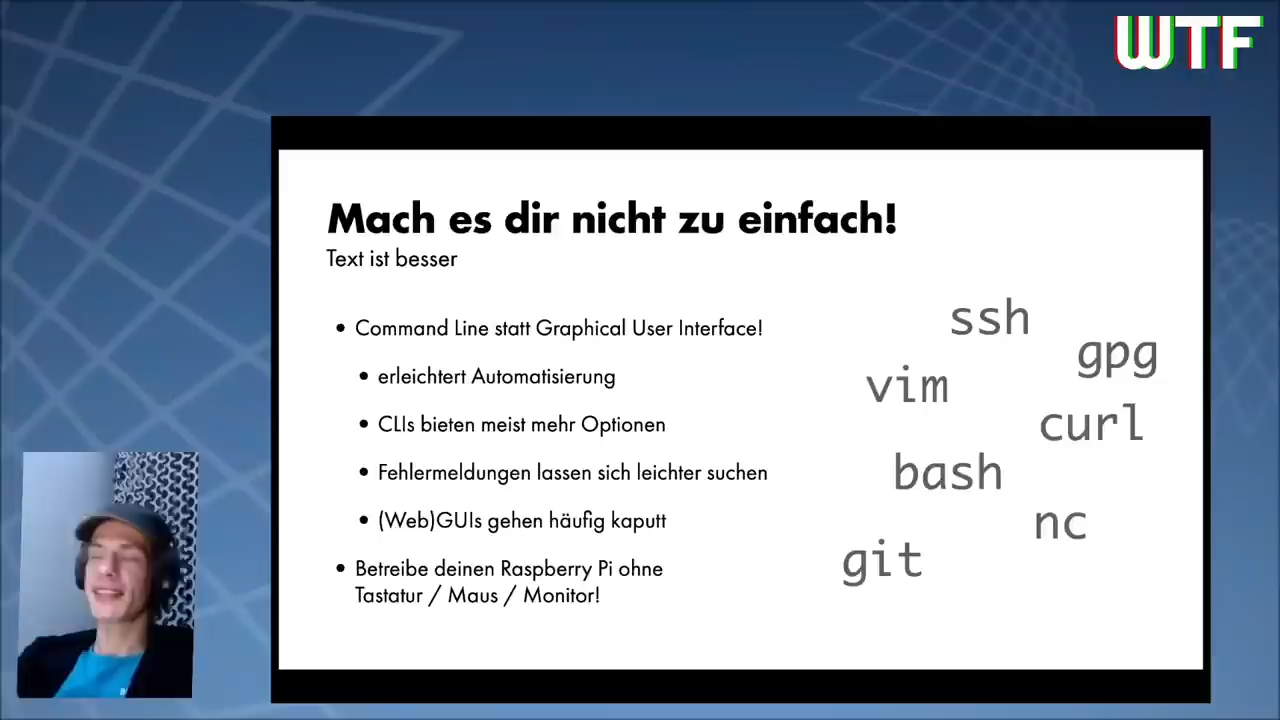 WTF
Mach es dir nicht zu einfach!
Text ist besser
• Command Line statt Graphical User Interface!
• erleichtert Automatisierung
• CLIs bieten meist mehr Optionen
• Fehlermeldungen lassen sich leichter suchen
• (Web)GUIs gehen häufig kaputt
• Betreibe deinen Raspberry Pi ohne
Tastatur / Maus / Monitor!
ssh
gpg
vim
curl
bash
nc
git